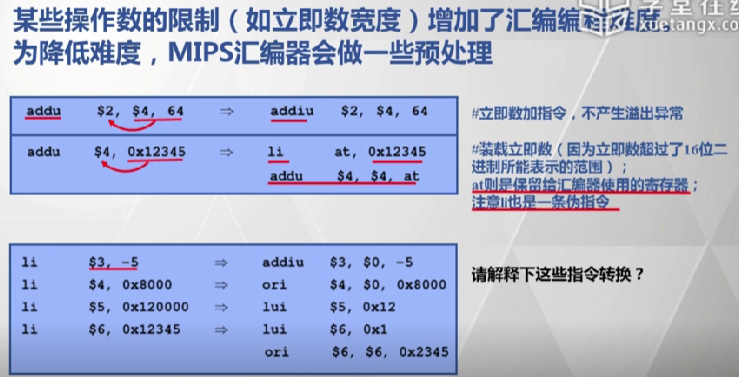 某些操作数的限制（如立即数宽度）增加了汇编编程难度。
为降低难度，MIPS汇编器会做一些预处理
学堂在线
xuetangx.com
addu $2, $4, 64 ⇒ addiu $2, $4, 64
#立即数加指令，不产生溢出异常
addu $4, 0x12345 ⇒ li at, 0x12345
addu $4, $4, at
#装载立即数（因为立即数超过了16位二
进制所能表示的范围）；
at则是保留给汇编器使用的寄存器；
注意li也是一条伪指令
li $3, -5 ⇒ addiu $3, $0, -5
li $4, 0x8000 ⇒ ori $4, $0, 0x8000
li $5, 0x120000 ⇒ lui $5, 0x12
li $6, 0x12345 ⇒ lui $6, 0x1
ori $6, $6, 0x2345
请解释下这些指令转换？